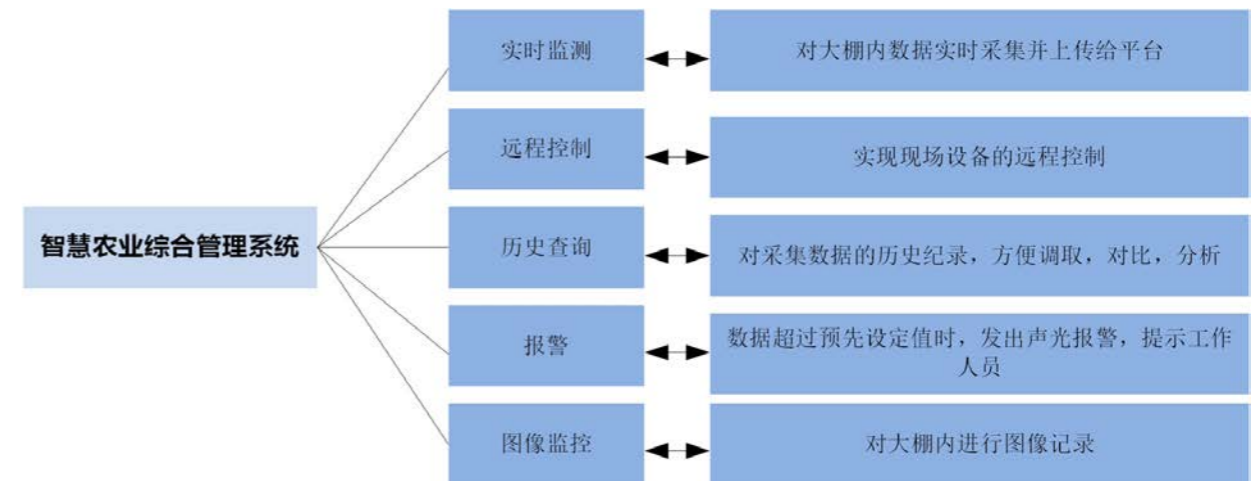 智慧农业综合管理系统
实时监测
对大棚内数据实时采集并上传给平台
远程控制
实现现场设备的远程控制
历史查询
对采集数据的历史纪录，方便调取，对比，分析
报警
数据超过预先设定值时，发出声光报警，提示工作
人员
图像监控
对大棚内进行图像记录